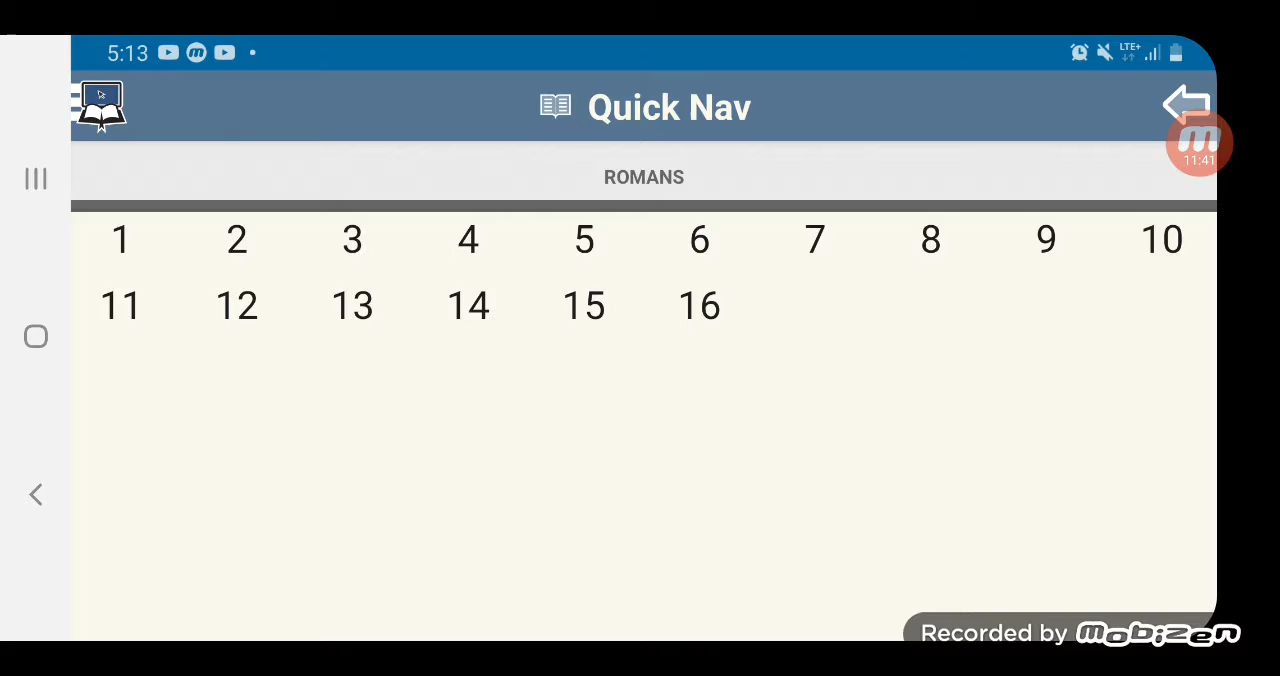 5:13 m LTE+
Quick Nav
m
11:41
ROMANS
1 2 3 4 5 6 7 8 9 10
11 12 13 14 15 16
Recorded by mobizen